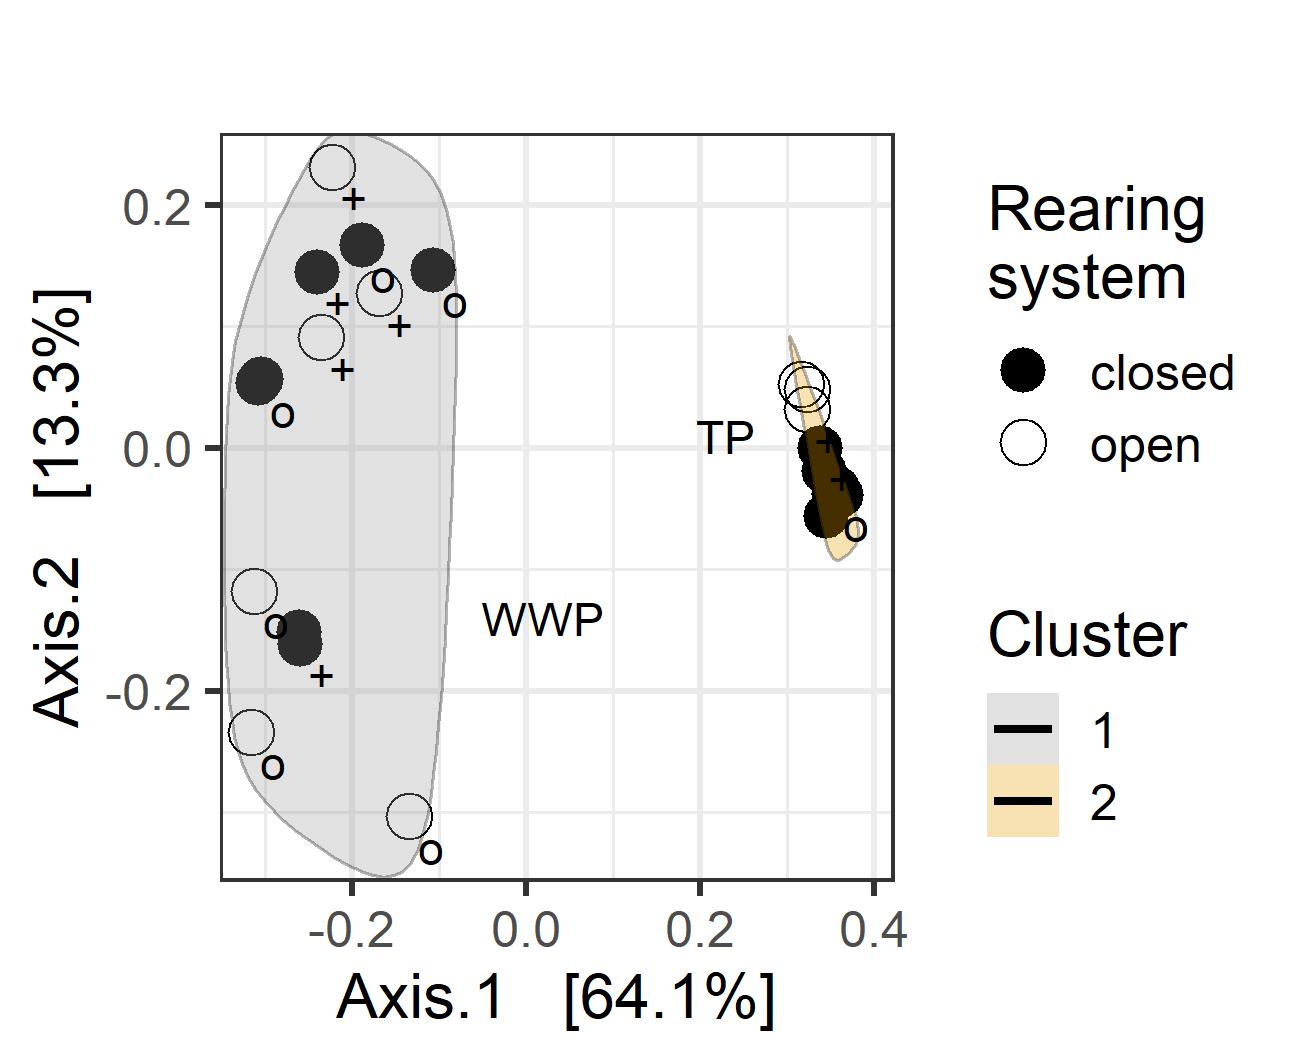 Axis.2 [13.3%]
0.2
0.0
-0.2
+
o
+
o
+
+
o
o
+
o
o
TP
+
+
o
WWP
-0.2
0.0
0.2
0.4
Axis.1 [64.1%]
Rearing
system
closed
open
Cluster
1
2